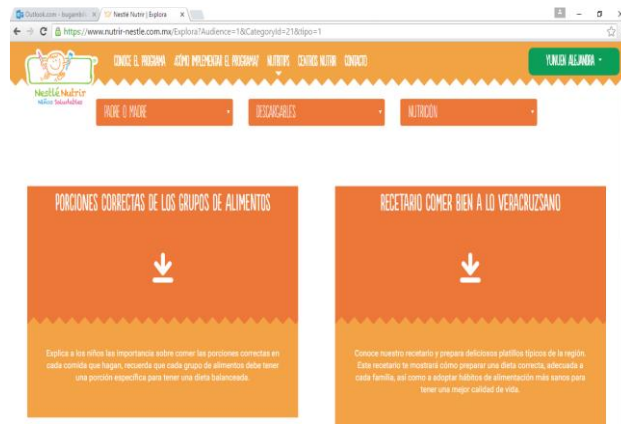 Outlook.com - bugambili
Nestlé Nutrir | Explora
https://www.nutrir-nestle.com.mx/Explora?Audience=1&CategoryId=21&tipo=1
CONOCE EL PROGRAMA ¿CÓMO IMPLEMENTAR EL PROGRAMA? NUTRITIPS CENTROS NUTRIR CONTACTO
YUNUEN ALEJANDRA
Nestlé Nutrir
Niños Saludables
PADRE O MADRE
DESCARGABLES
NUTRICIÓN
PORCIONES CORRECTAS DE LOS GRUPOS DE ALIMENTOS
Explica a los niños las importancia sobre comer las porciones correctas en
cada comida que hagan, recuerda que cada grupo de alimentos debe tener
una porción específica para tener una dieta balanceada.
RECETARIO COMER BIEN A LO VERACRUZSANO
Conoce nuestro recetario y prepara deliciosos platillos típicos de la región.
Este recetario te mostrará cómo preparar una dieta correcta, adecuada a
cada familia, así como a adoptar hábitos de alimentación más sanos para
tener una mejor calidad de vida.